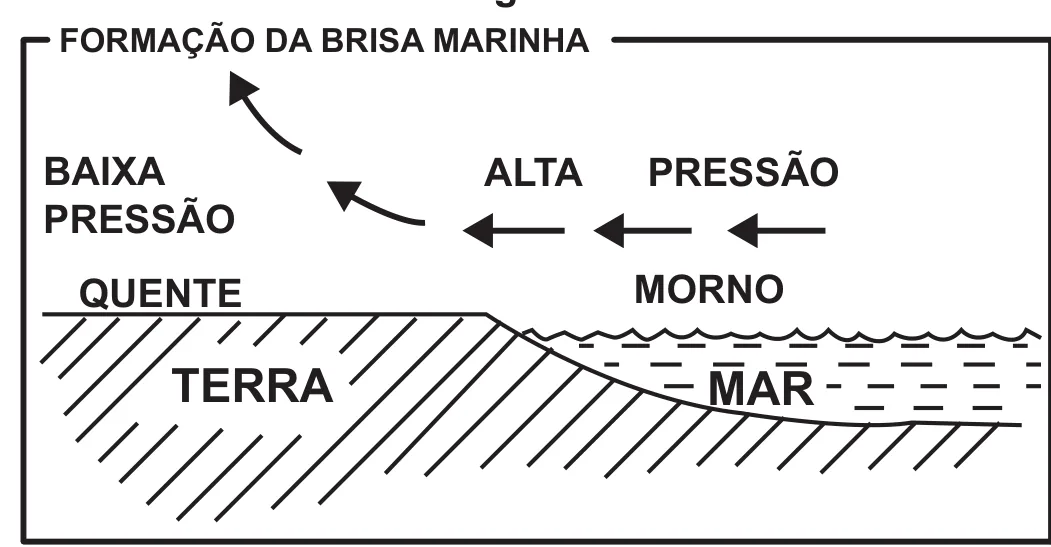 FORMAÇÃO DA BRISA MARINHA
BAIXA
PRESSÃO
ALTA PRESSÃO
QUENTE
MORNO
TERRA
MAR